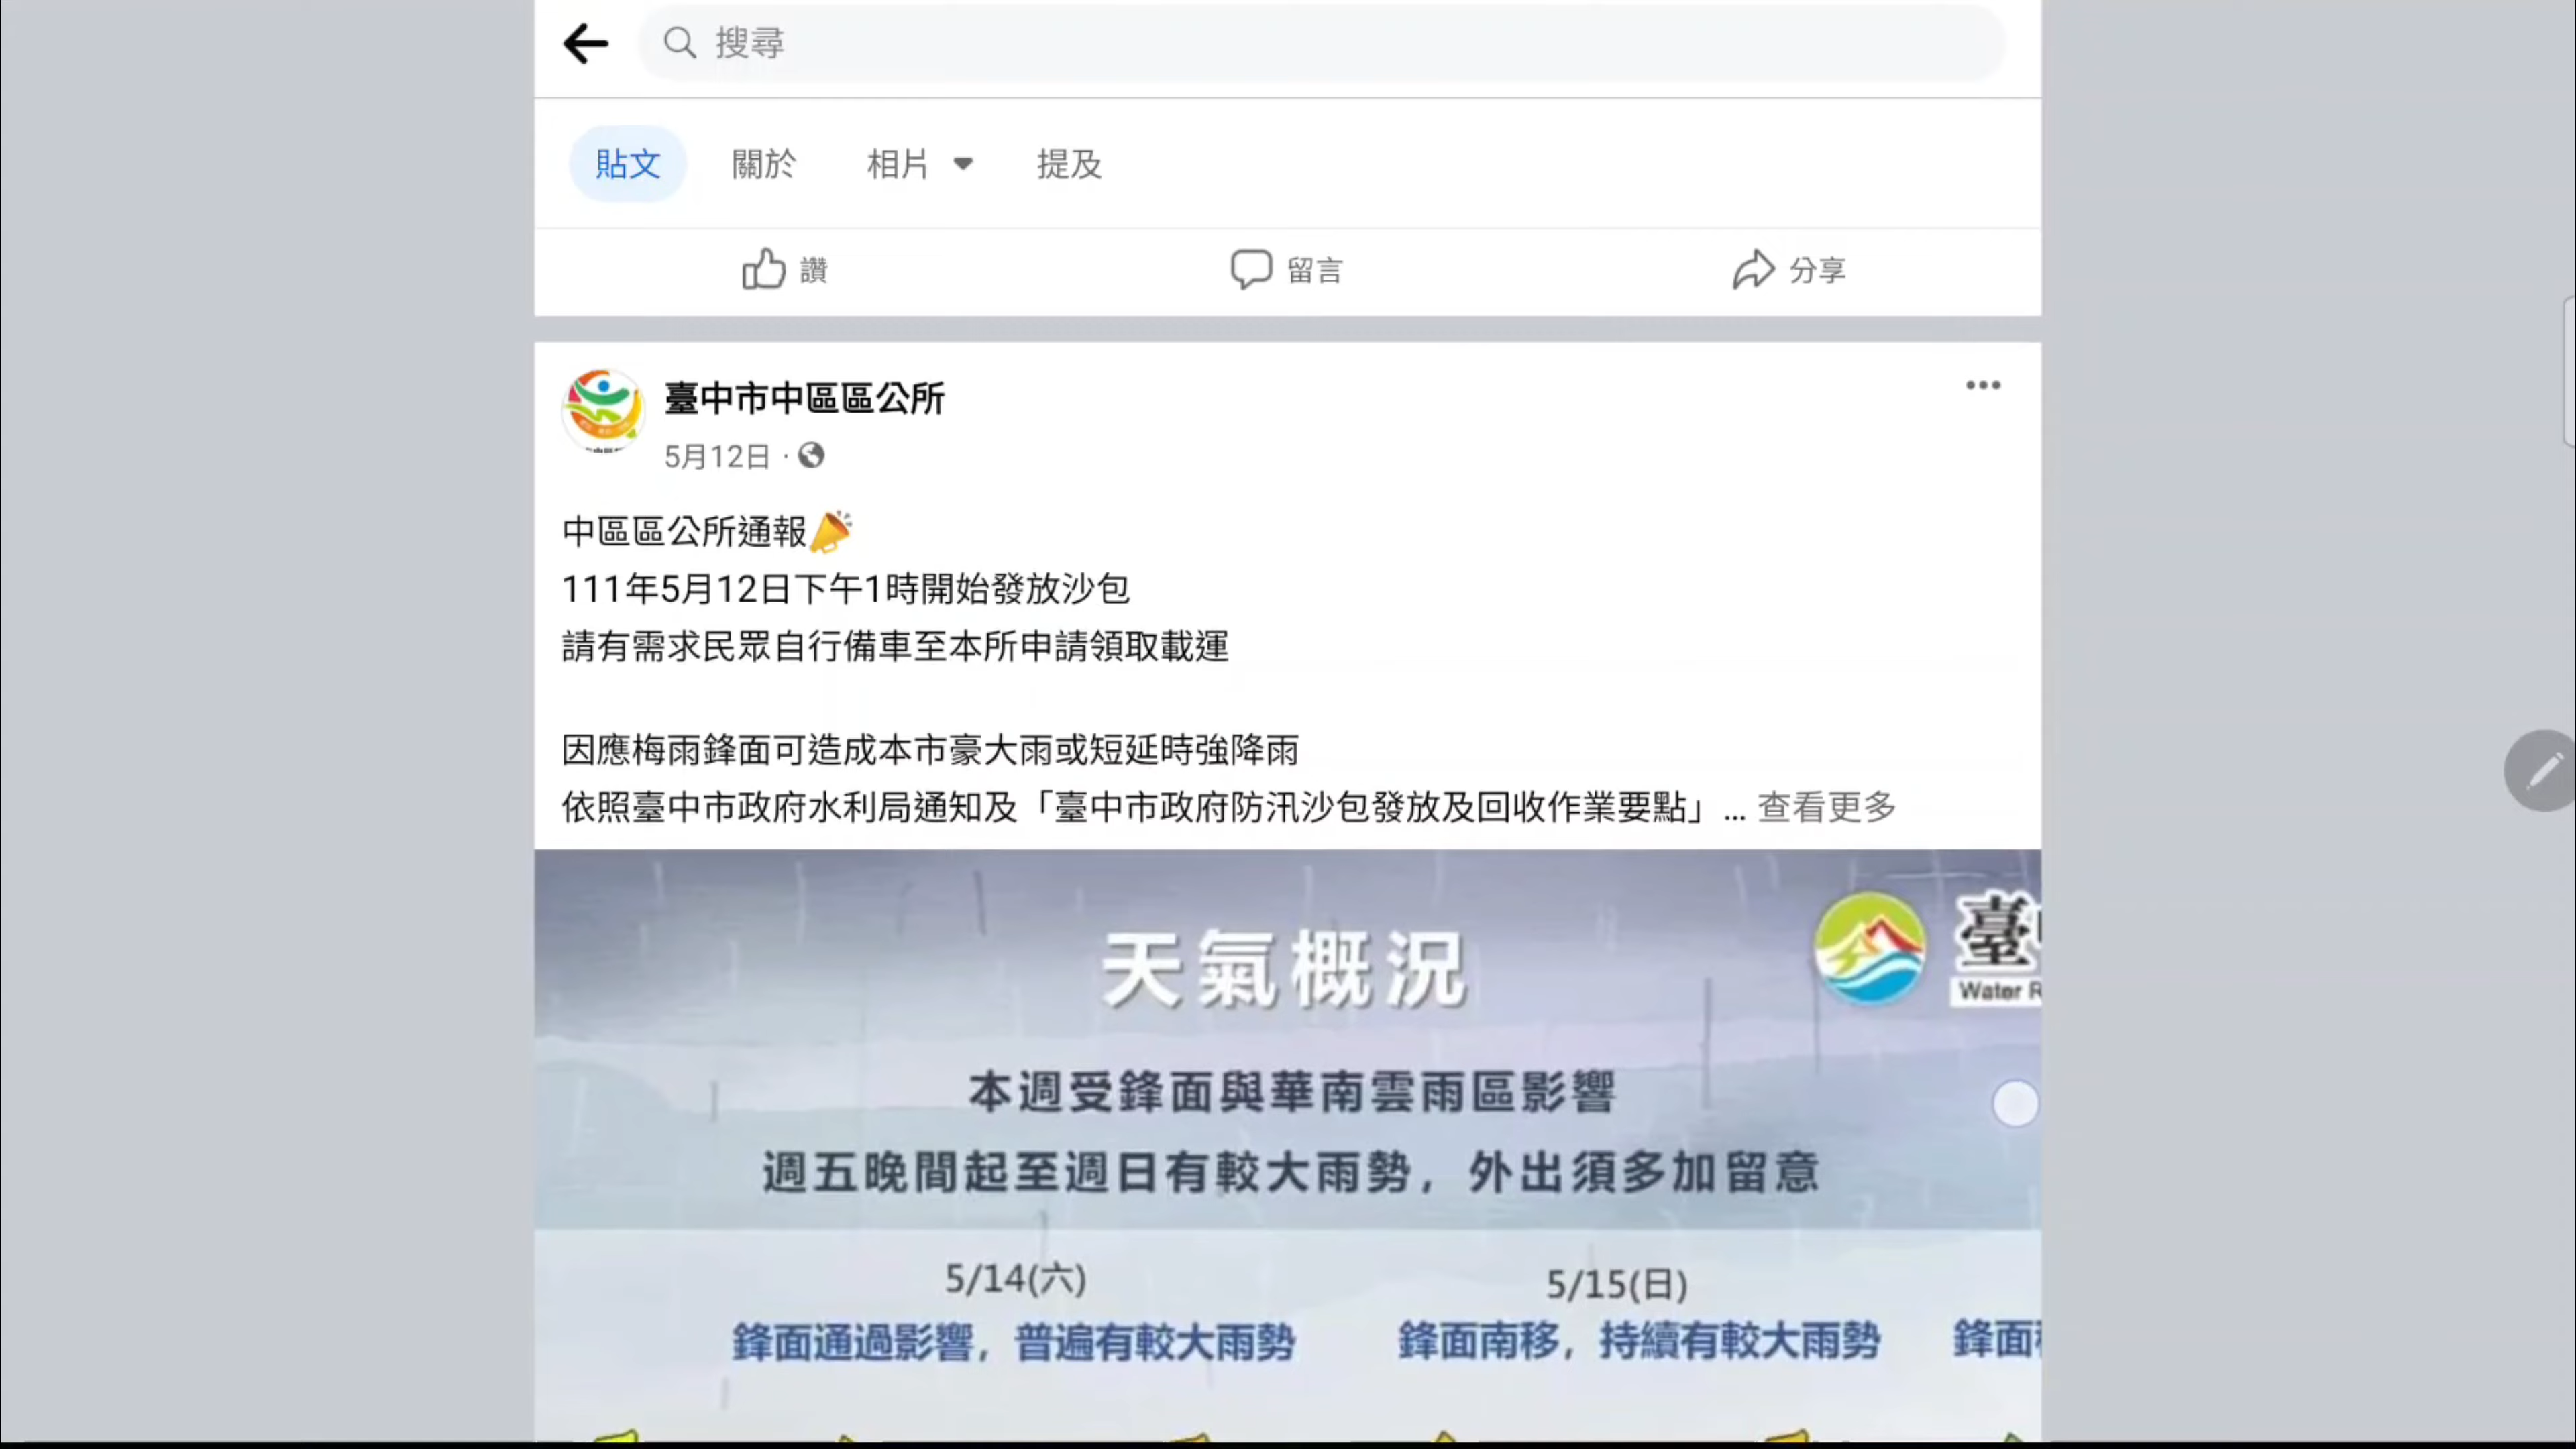 搜尋
貼文 關於 相片 提及
讚 留言 分享
臺中市中區區公所
5月12日 ·
中區區公所通報
111年5月12日下午1時開始發放沙包
請有需求民眾自行備車至本所申請領取載運
因應梅雨鋒面可造成本市豪大雨或短延時強降雨
依照臺中市政府水利局通知及「臺中市政府防汛沙包發放及回收作業要點」... 查看更多
天氣概況
臺
Water R
本週受鋒面與華南雲雨區影響
週五晚間起至週日有較大雨勢，外出須多加留意
5/14(六) 5/15(日)
鋒面通過影響，普遍有較大雨勢 鋒面南移，持續有較大雨勢 鋒面